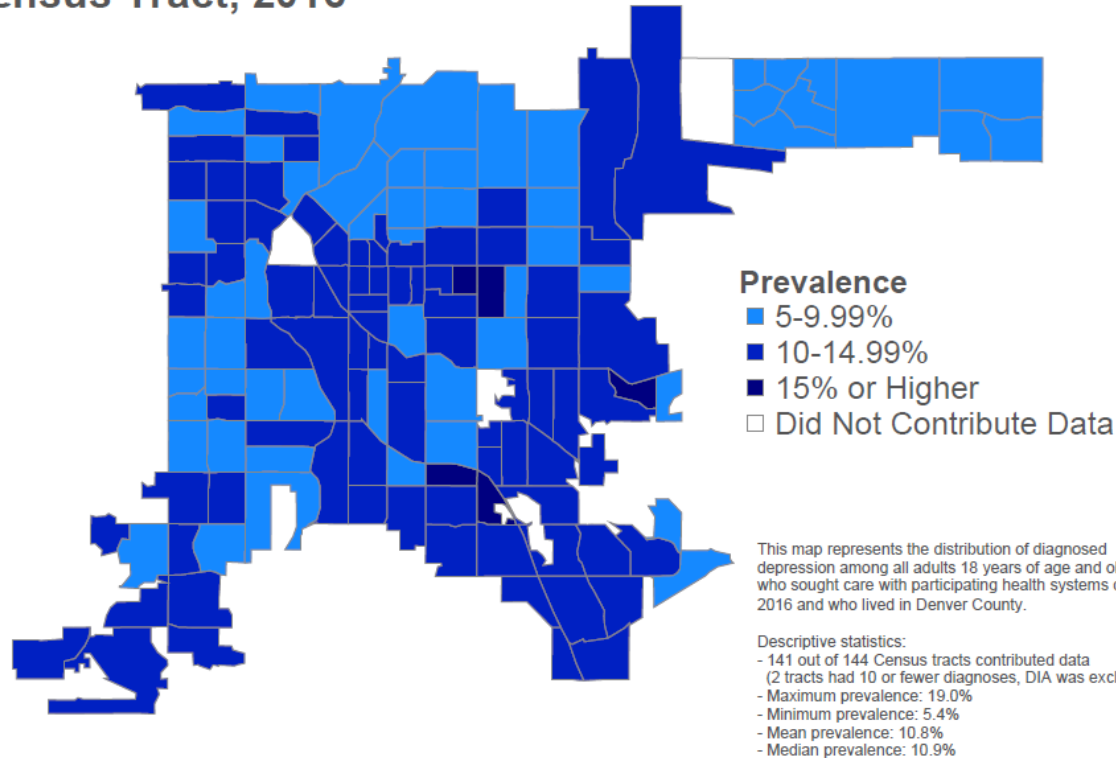 Census Tract, 2016
Prevalence
5-9.99%
10-14.99%
15% or Higher
Did Not Contribute Data
This map represents the distribution of diagnosed
depression among all adults 18 years of age and
who sought care with participating health systems
2016 and who lived in Denver County.
Descriptive statistics:
- 141 out of 144 Census tracts contributed data
(2 tracts had 10 or fewer diagnoses, DIA was
- Maximum prevalence: 19.0%
- Minimum prevalence: 5.4%
- Mean prevalence: 10.8%
- Median prevalence: 10.9%